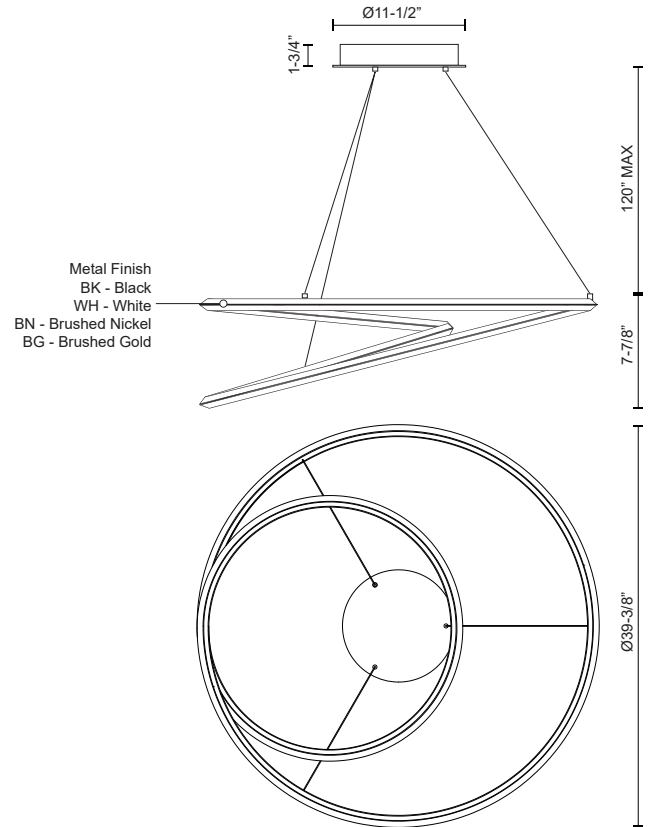 Ø11-1/2”
1-3/4”
120” MAX
Metal Finish
BK - Black
WH - White
BN - Brushed Nickel
BG - Brushed Gold
7-7/8”
Ø39-3/8”